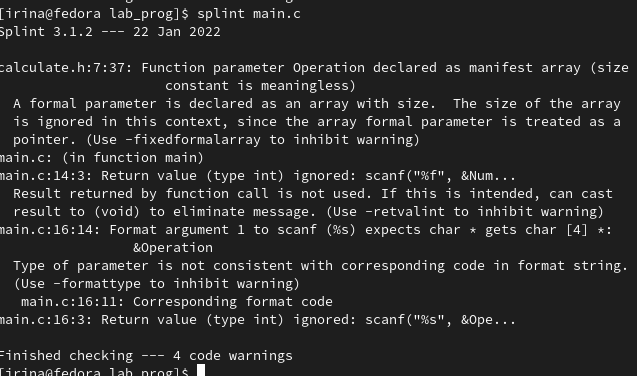 [irina@fedora lab_prog]$ splint main.c
Splint 3.1.2 --- 22 Jan 2022

calculate.h:7:37: Function parameter Operation declared as manifest array (size
                     constant is meaningless)
  A formal parameter is declared as an array with size.  The size of the array
  is ignored in this context, since the array formal parameter is treated as a
  pointer. (Use -fixedformalarray to inhibit warning)
main.c: (in function main)
main.c:14:3: Return value (type int) ignored: scanf("%f", &Num...
  Result returned by function call is not used. If this is intended, can cast
  result to (void) to eliminate message. (Use -retvalint to inhibit warning)
main.c:16:14: Format argument 1 to scanf (%s) expects char * gets char [4] *:
                 &Operation
  Type of parameter is not consistent with corresponding code in format string.
  (Use -formattype to inhibit warning)
   main.c:16:11: Corresponding format code
main.c:16:3: Return value (type int) ignored: scanf("%s", &Ope...

Finished checking --- 4 code warnings
[irina@fedora lab_prog]$